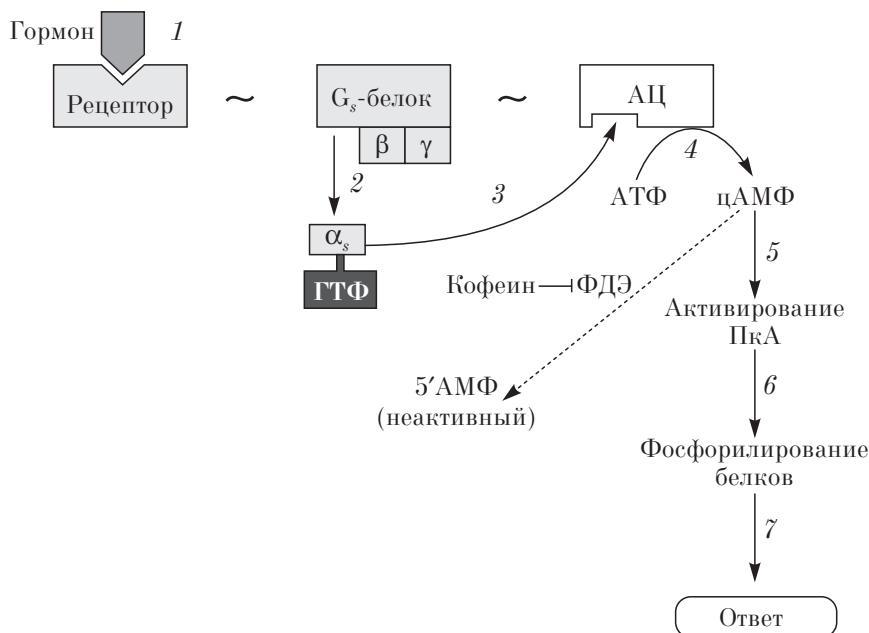 Гормон
1
Рецептор
~
Gs-белок
β γ
~
АЦ
2
3
4
αs
ГТФ
АТФ
цАМФ
5
Кофеин
ФДЭ
Активирование
ПкА
5′АМФ
(неактивный)
6
Фосфорилирование
белков
7
Ответ